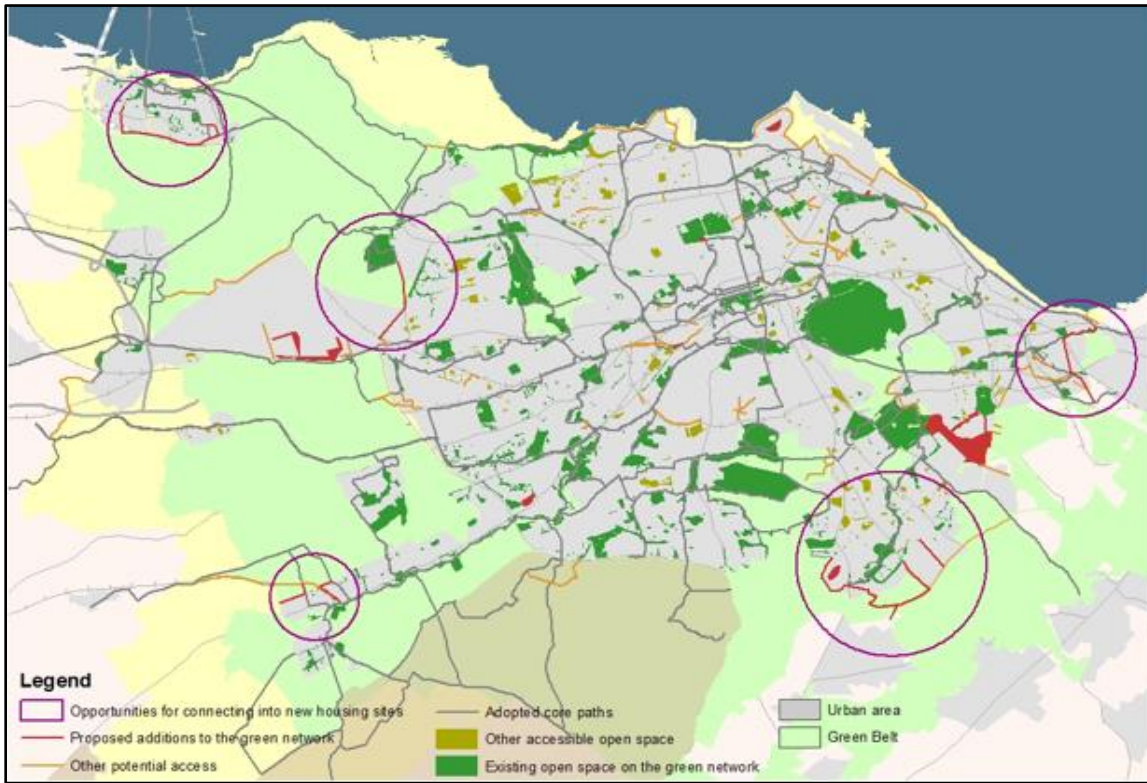 Legend
Opportunities for connecting into new housing sites
Proposed additions to the green network
Other potential access
Adopted core paths
Other accessible open space
Existing open space on the green network
Urban area
Green Belt